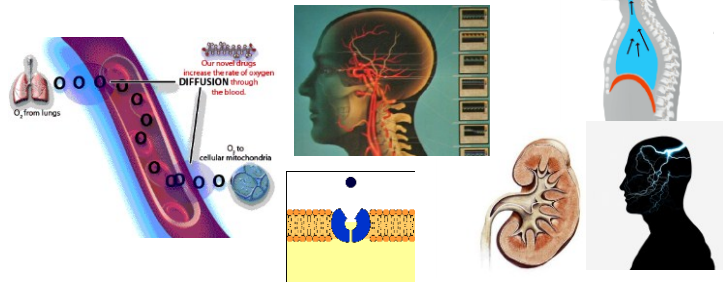 Our novel drugs
increase the rate of oxygen
DIFFUSION through
the blood.
O O O O
O
O
O
O
O O O O
O2 from lungs
O2 to
cellular mitochondria